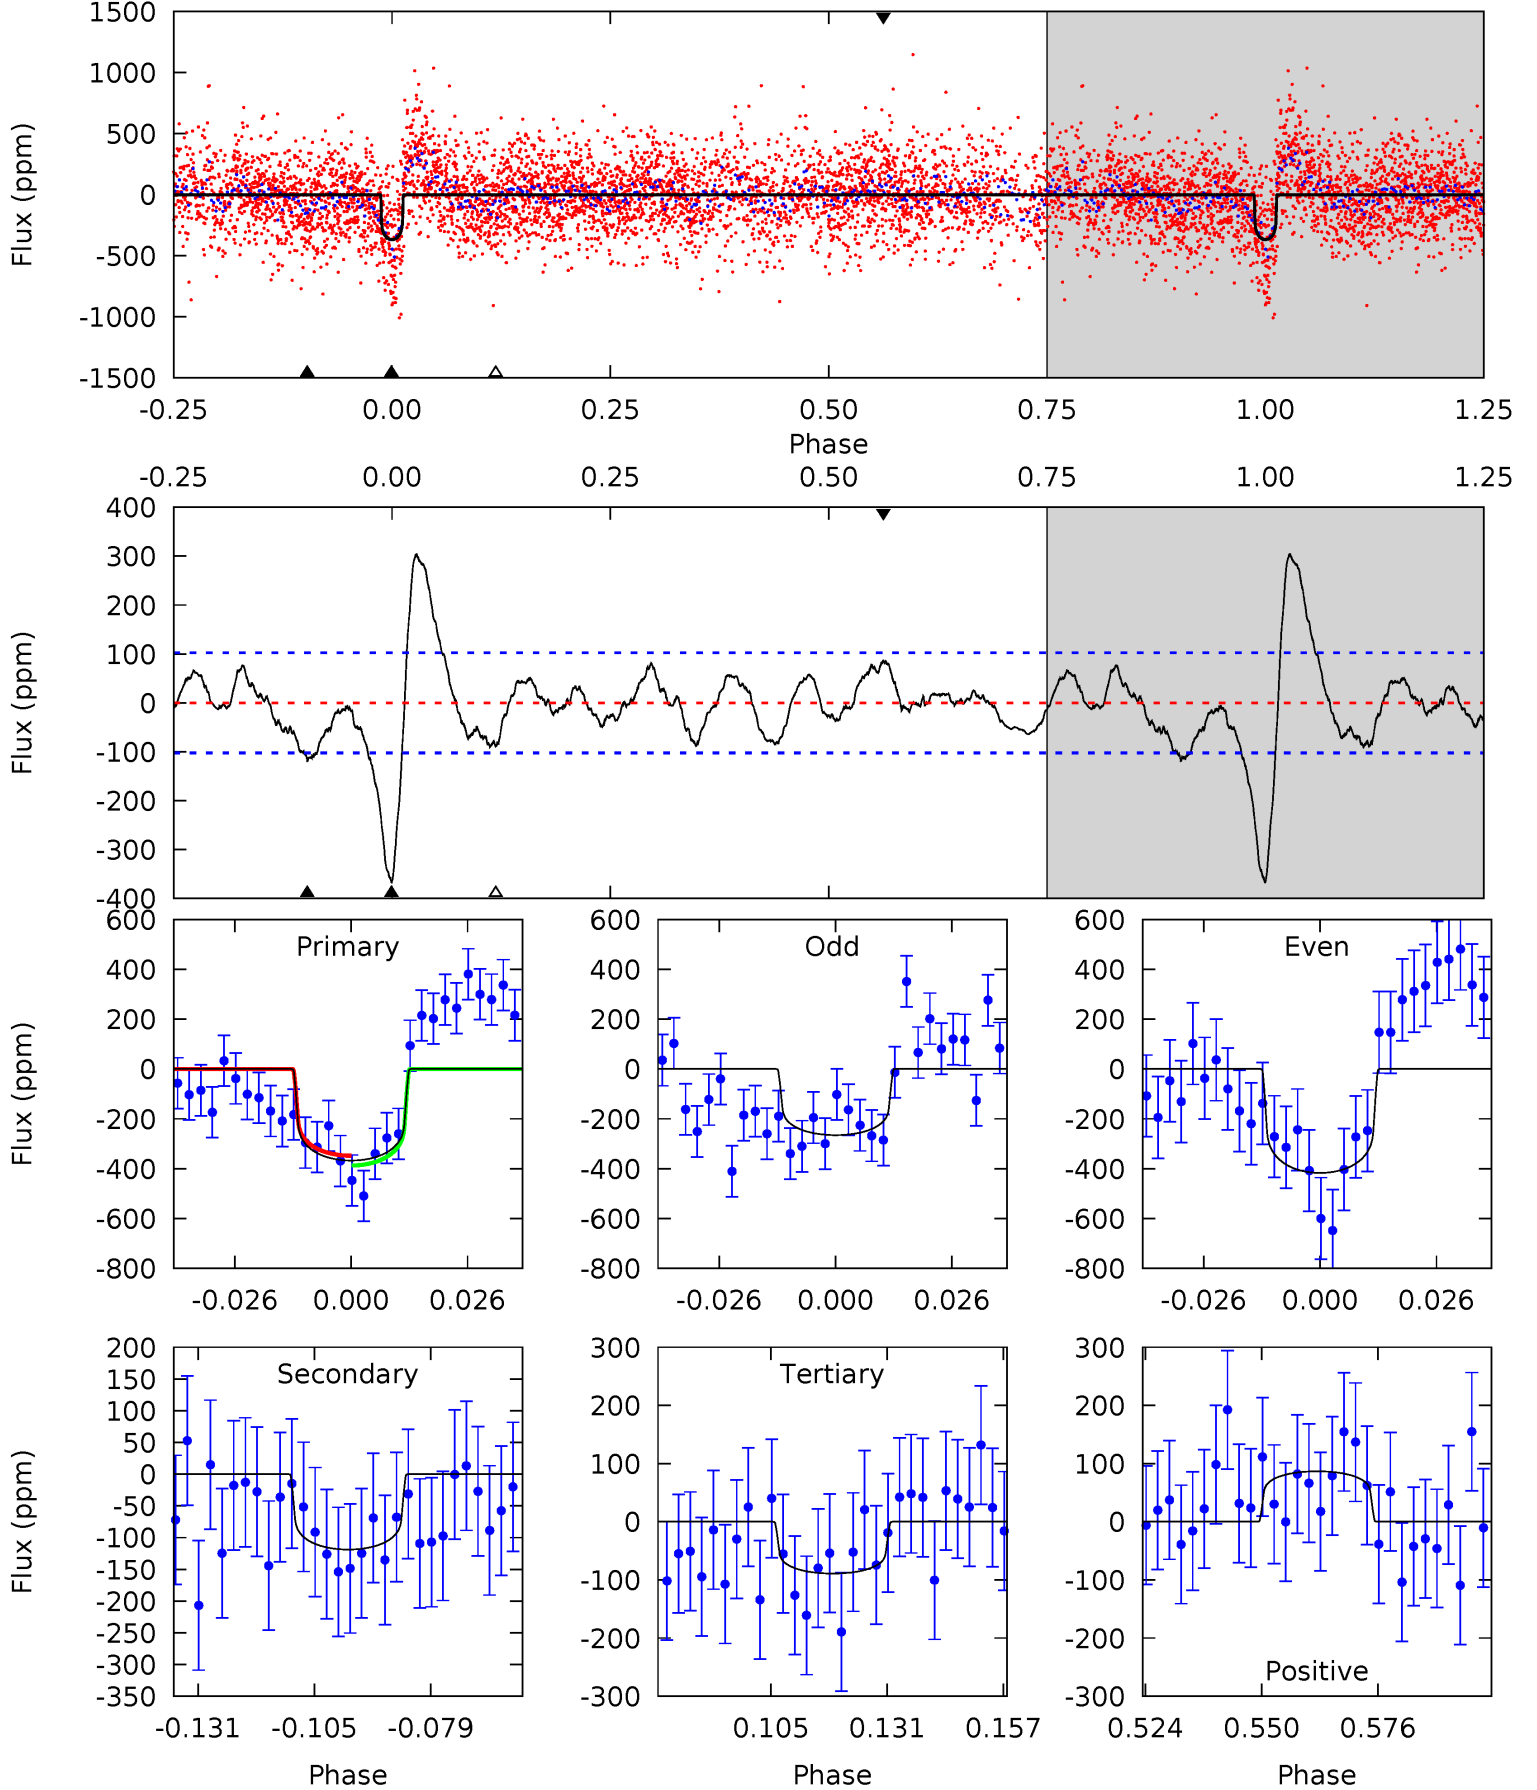 1500
1000
500
0
-500
-1000
-1500
Flux (ppm)
-0.25 0.00 0.25 0.50 0.75 1.00 1.25
Phase
-0.25 0.00 0.25 0.50 0.75 1.00 1.25
400
300
200
100
0
-100
-200
-300
-400
Flux (ppm)
Primary Odd Even
600 600 600
400 400 400
200 200 200
0 0 0
-200 -200 -200
-400 -400 -400
-600 -600 -600
-800 -800 -800
Flux (ppm)
-0.026 0.000 0.026 -0.026 0.000 0.026 -0.026 0.000 0.026
Secondary Tertiary Positive
200
150
100
50
0
-50
-100
-150
-200
-250
-300
-350
Flux (ppm)
300 300
200 200
100 100
0 0
-100 -100
-200 -200
-300 -300
-0.131 -0.105 -0.079 0.105 0.131 0.157 0.524 0.550 0.576
Phase Phase Phase